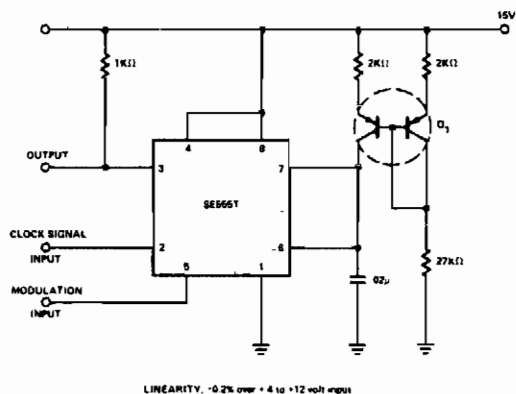 15V
1KΩ
2KΩ
2KΩ
4
8
OUTPUT
3
7
SE555T
CLOCK SIGNAL
INPUT
2
6
27KΩ
5
1
MODULATION
INPUT
LINEARITY, 0.2% over + 4 to +12 volt input